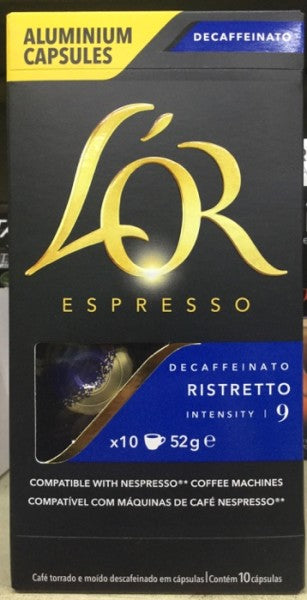 ALUMINIUM
CAPSULES
DECAFFEINATO
L'OR
ESPRESSO
DECAFFEINATO
RISTRETTO
INTENSITY | 9
x10 52g ℮
COMPATIBLE WITH NESPRESSO®* COFFEE MACHINES
COMPATÍVEL COM MÁQUINAS DE CAFÉ NESPRESSO®*
Café torrado e moído descafeinado em cápsulas | Contém 10 cápsulas